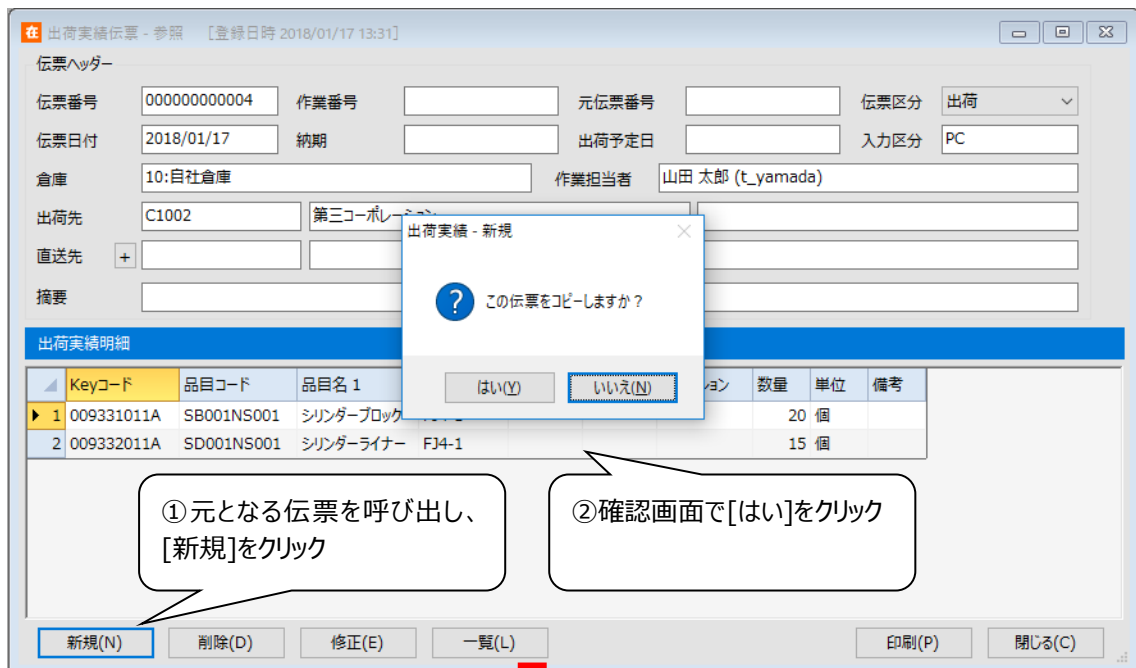 在 出荷実績伝票 - 参照 [登録日時 2018/01/17 13:31]
伝票ヘッダー
伝票番号 000000000004 作業番号 元伝票番号 伝票区分 出荷
伝票日付 2018/01/17 納期 出荷予定日 入力区分 PC
倉庫 10:自社倉庫 作業担当者 山田 太郎 (t_yamada)
出荷先 C1002 第三コーポレーション
直送先 +
摘要
出荷実績 - 新規
この伝票をコピーしますか?
はい(Y) いいえ(N)
出荷実績明細
Keyコード 品目コード 品目名 1 ション 数量 単位 備考
1 009331011A SB001NS001 シリンダーブロック 20 個
2 009332011A SD001NS001 シリンダーライナー FJ4-1 15 個
①元となる伝票を呼び出し、
[新規]をクリック
②確認画面で[はい]をクリック
新規(N) 削除(D) 修正(E) 一覧(L) 印刷(P) 閉じる(C)